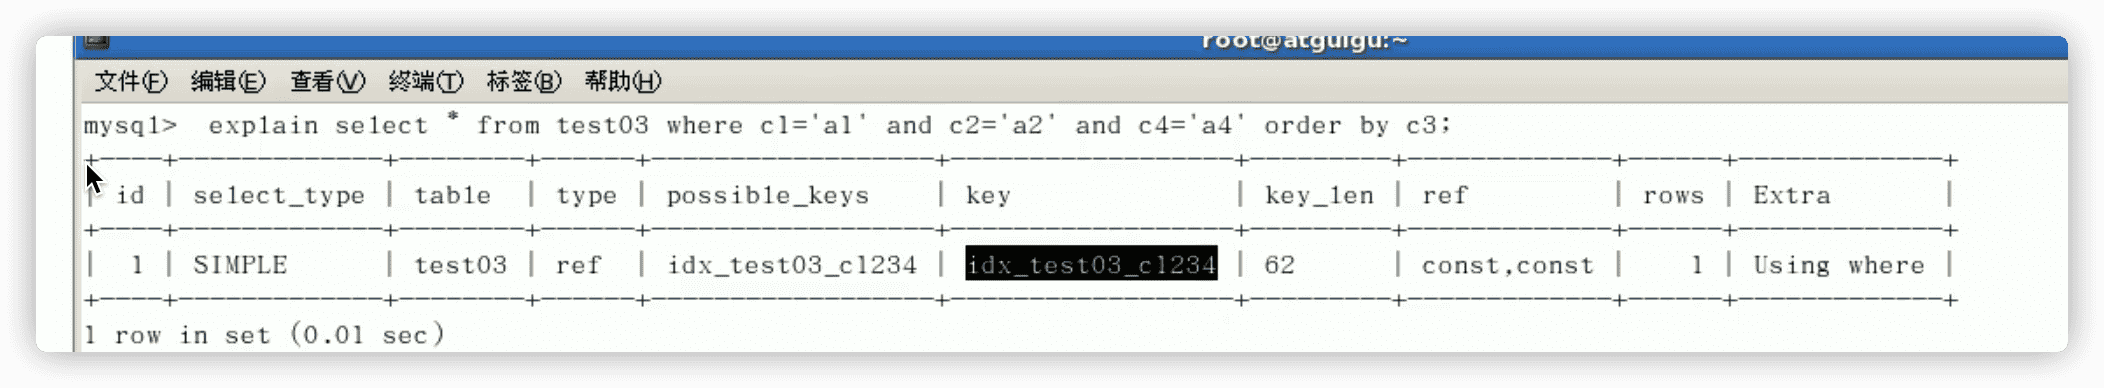 root@atguigu:~
文件(F) 编辑(E) 查看(V) 终端(T) 标签(B) 帮助(H)
mysql> explain select * from test03 where c1='a1' and c2='a2' and c4='a4' order by c3;
+----+-------------+--------+------+------------------+------------------+---------+-------------+------+-------------+
| id | select_type | table | type | possible_keys | key | key_len | ref | rows | Extra |
+----+-------------+--------+------+------------------+------------------+---------+-------------+------+-------------+
| 1 | SIMPLE | test03 | ref | idx_test03_c1234 | idx_test03_c1234 | 62 | const,const | 1 | Using where |
+----+-------------+--------+------+------------------+------------------+---------+-------------+------+-------------+
1 row in set (0.01 sec)